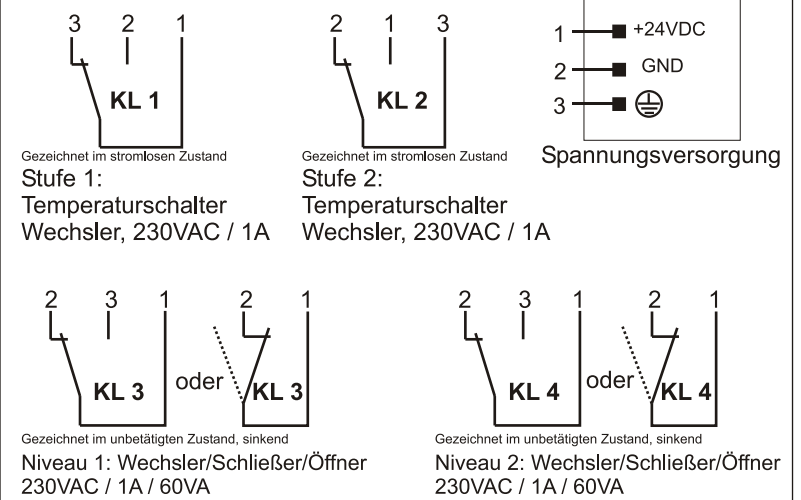 3 2 1
KL 1
Gezeichnet im stromlosen Zustand
Stufe 1:
Temperaturschalter
Wechsler, 230VAC / 1A
2 1 3
KL 2
Gezeichnet im stromlosen Zustand
Stufe 2:
Temperaturschalter
Wechsler, 230VAC / 1A
1 +24VDC
2 GND
3
Spannungsversorgung
2 3 1 2 1
KL 3 oder KL 3
Gezeichnet im unbetätigten Zustand, sinkend
Niveau 1: Wechsler/Schließer/Öffner
230VAC / 1A / 60VA
2 3 1 2 1
KL 4 oder KL 4
Gezeichnet im unbetätigten Zustand, sinkend
Niveau 2: Wechsler/Schließer/Öffner
230VAC / 1A / 60VA